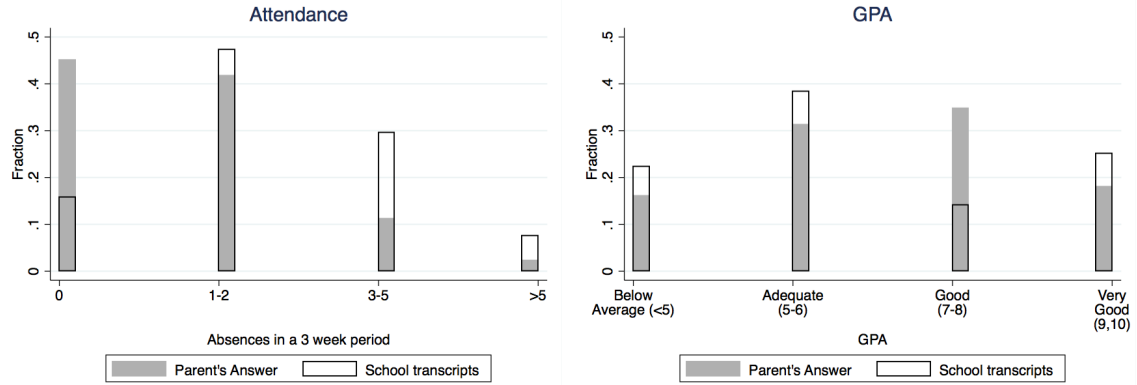 Attendance
Fraction
.5
.4
.3
.2
.1
0
0
1-2
3-5
>5
Absences in a 3 week period
Parent's Answer
School transcripts
GPA
Fraction
.5
.4
.3
.2
.1
0
Below
Average (<5)
Adequate
(5-6)
Good
(7-8)
Very
Good
(9,10)
GPA
Parent's Answer
School transcripts